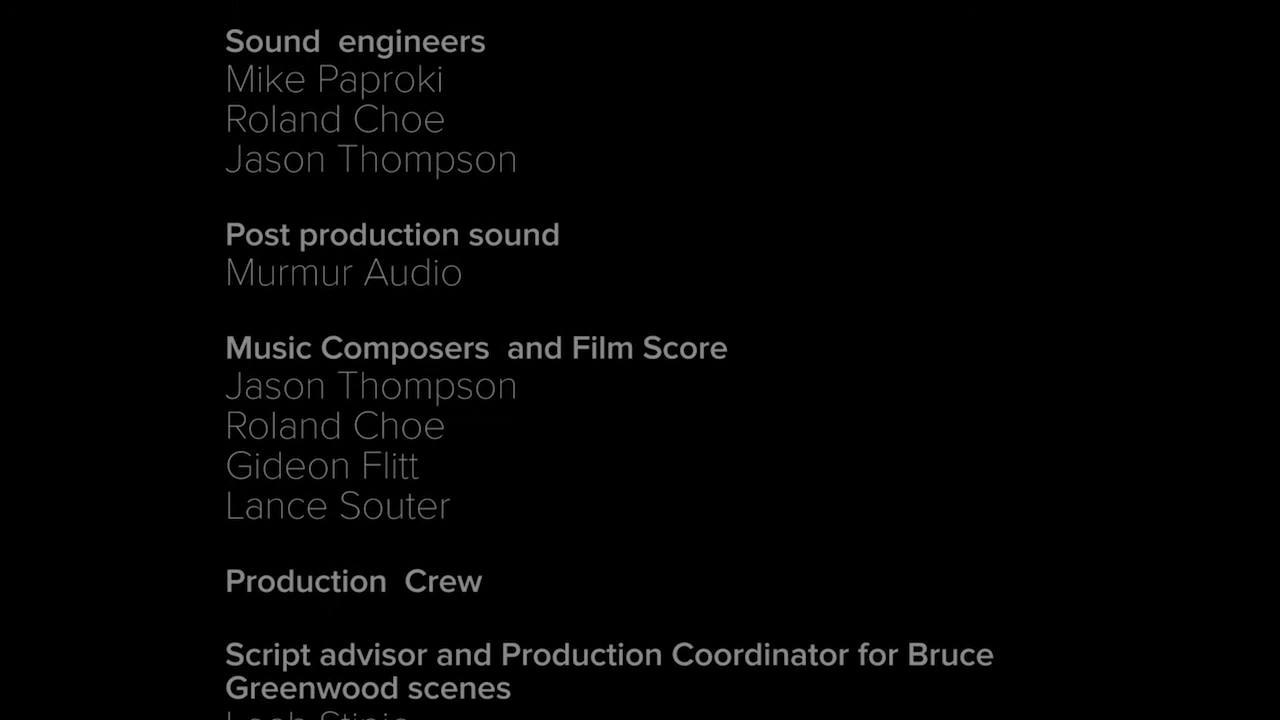 Sound  engineers
Mike Paproki
Roland Choe
Jason Thompson
Post production sound
Murmur Audio
Music Composers  and Film Score
Jason Thompson
Roland Choe
Gideon Flitt
Lance Souter
Production  Crew
Script advisor and Production Coordinator for Bruce
Greenwood scenes